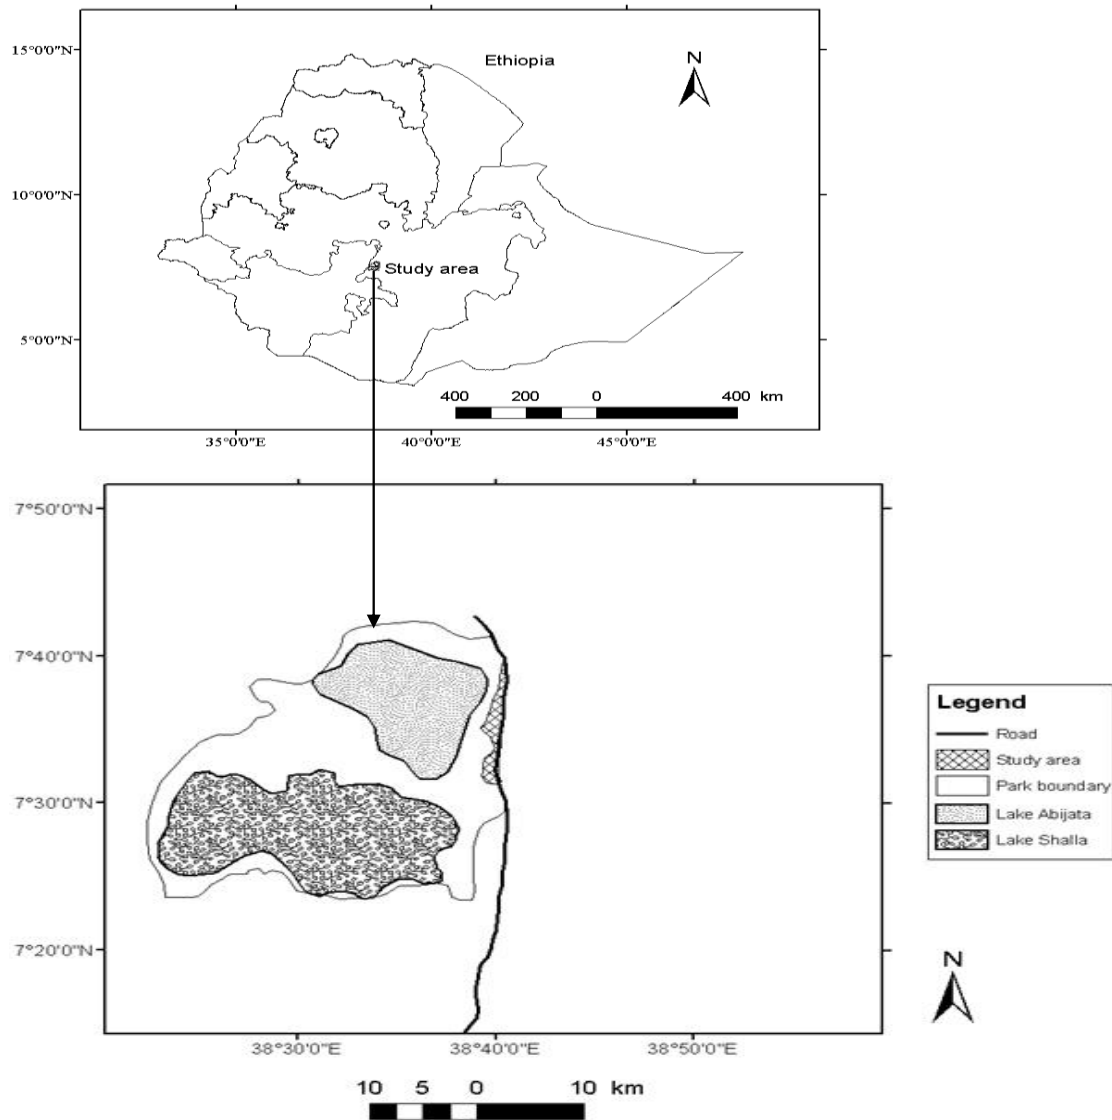 Ethiopia
N
15°0'0"N
10°0'0"N
5°0'0"N
Study area
400 200 0 400 km
35°0'0"E 40°0'0"E 45°0'0"E
7°50'0"N
7°40'0"N
7°30'0"N
7°20'0"N
Legend
Road
Study area
Park boundary
Lake Abijata
Lake Shalla
N
38°30'0"E 38°40'0"E 38°50'0"E
10 5 0 10 km